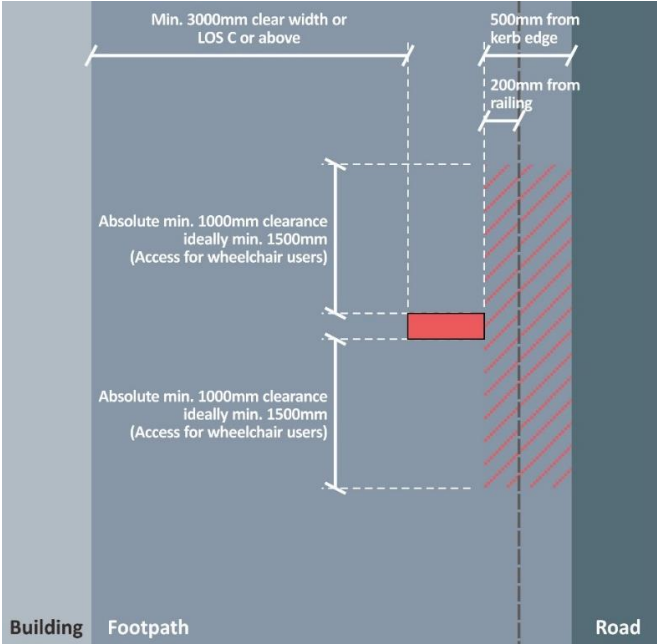 Min. 3000mm clear width or
LOS C or above
500mm from
kerb edge
200mm from
railing
Absolute min. 1000mm clearance
ideally min. 1500mm
(Access for wheelchair users)
Absolute min. 1000mm clearance
ideally min. 1500mm
(Access for wheelchair users)
Building
Footpath
Road